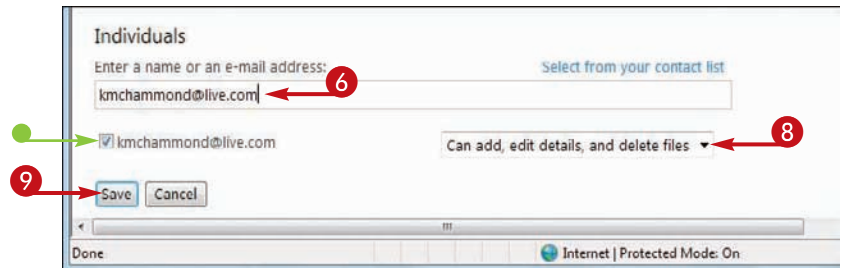 Individuals
Enter a name or an e-mail address: Select from your contact list
kmchammond@live.com 6
kmchammond@live.com Can add, edit details, and delete files 8
9
Save Cancel
Done Internet | Protected Mode: On